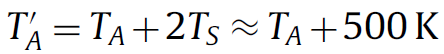 T′_A = T_A + 2T_S ≈ T_A + 500 K